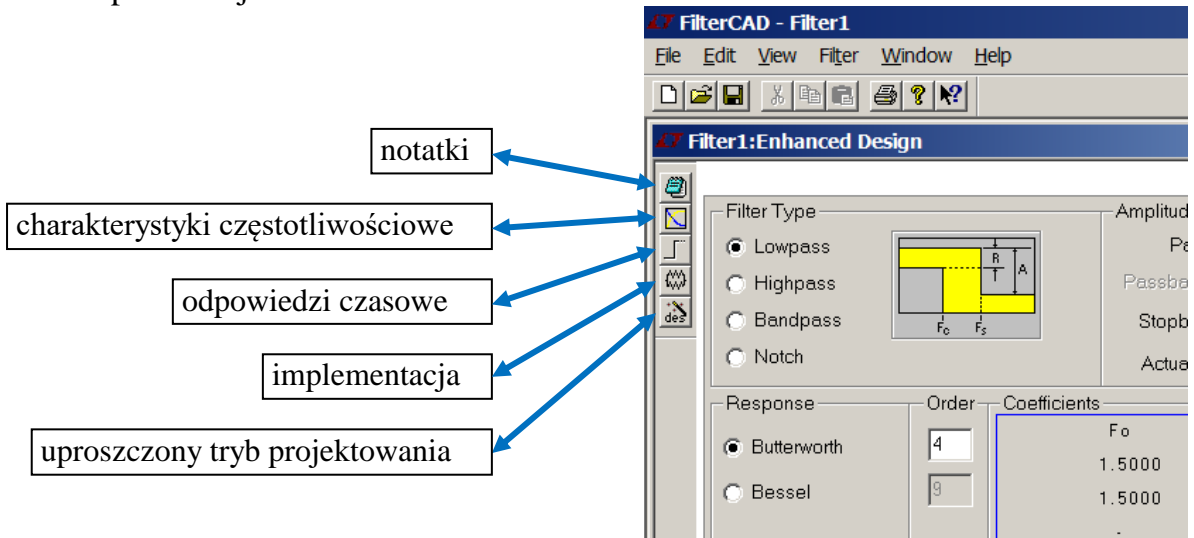 FilterCAD - Filter1
File Edit View Filter Window Help
Filter1:Enhanced Design
notatki
charakterystyki częstotliwościowe
odpowiedzi czasowe
implementacja
uproszczony tryb projektowania
des
Filter Type
Lowpass
Highpass
Bandpass
Notch
R
A
Fc Fs
Amplitud
Pa
Passba
Stopb
Actua
Response
Butterworth
Bessel
Order
4
9
Coefficients
Fo
1.5000
1.5000